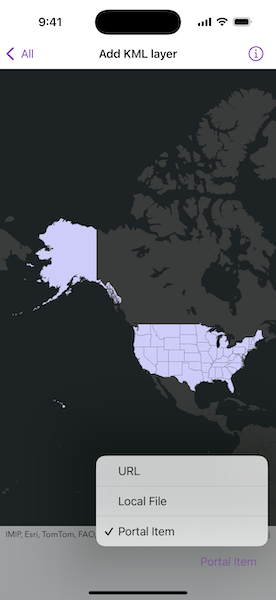 9:41
All
Add KML layer
URL
Local File
Portal Item
IMIP, Esri, TomTom, FAO,
Portal Item